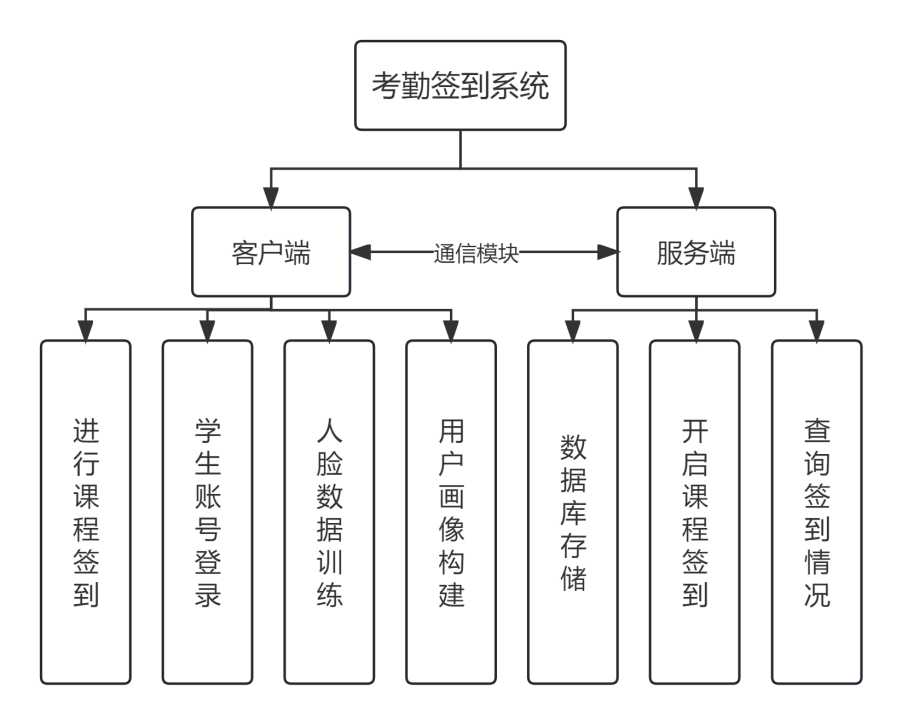 考勤签到系统
客户端
通信模块
服务端
进行课程签到
学生账号登录
人脸数据训练
用户画像构建
数据库存储
开启课程签到
查询签到情况